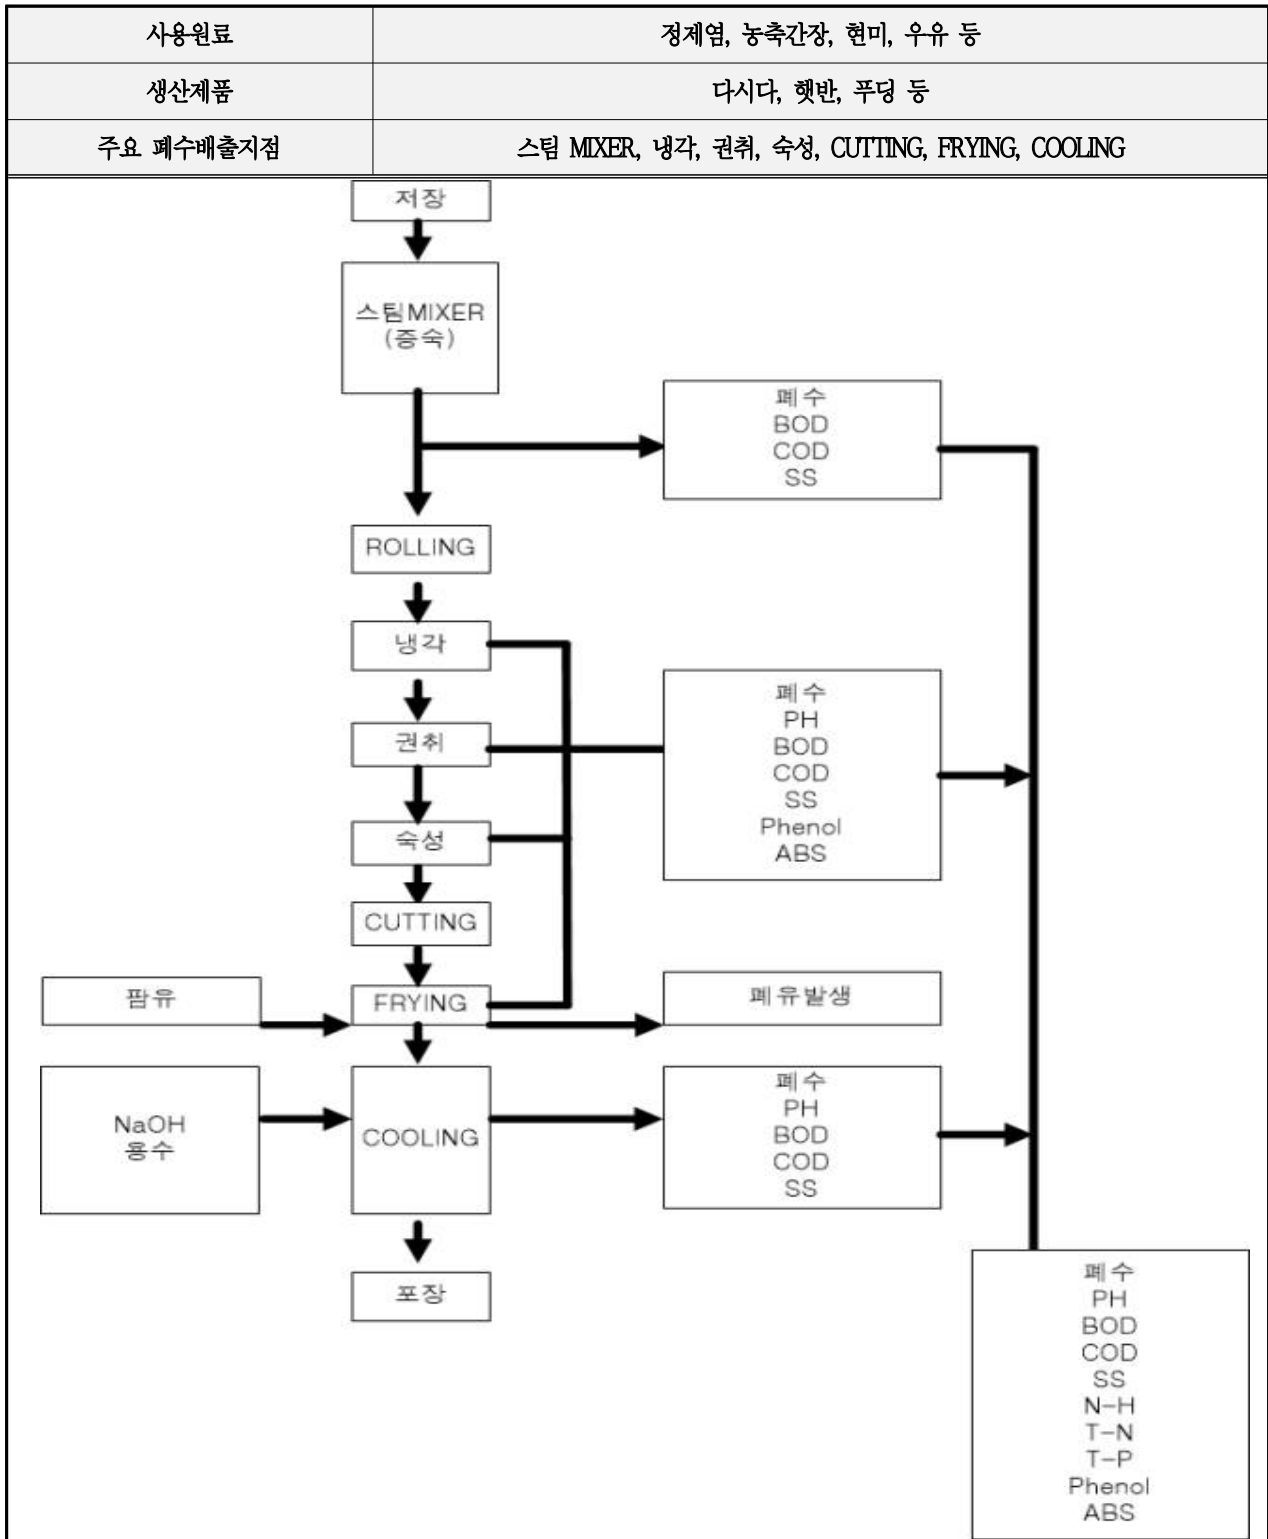 사용원료
정제염, 농축간장, 현미, 우유 등
생산제품
다시다, 햇반, 푸딩 등
주요 폐수배출지점
스팀 MIXER, 냉각, 권취, 숙성, CUTTING, FRYING, COOLING
저장
스팀MIXER
(증숙)
폐수
BOD
COD
SS
ROLLING
냉각
권취
숙성
CUTTING
폐수
PH
BOD
COD
SS
Phenol
ABS
팜유
FRYING
폐유발생
NaOH
용수
COOLING
폐수
PH
BOD
COD
SS
포장
폐수
PH
BOD
COD
SS
N-H
T-N
T-P
Phenol
ABS